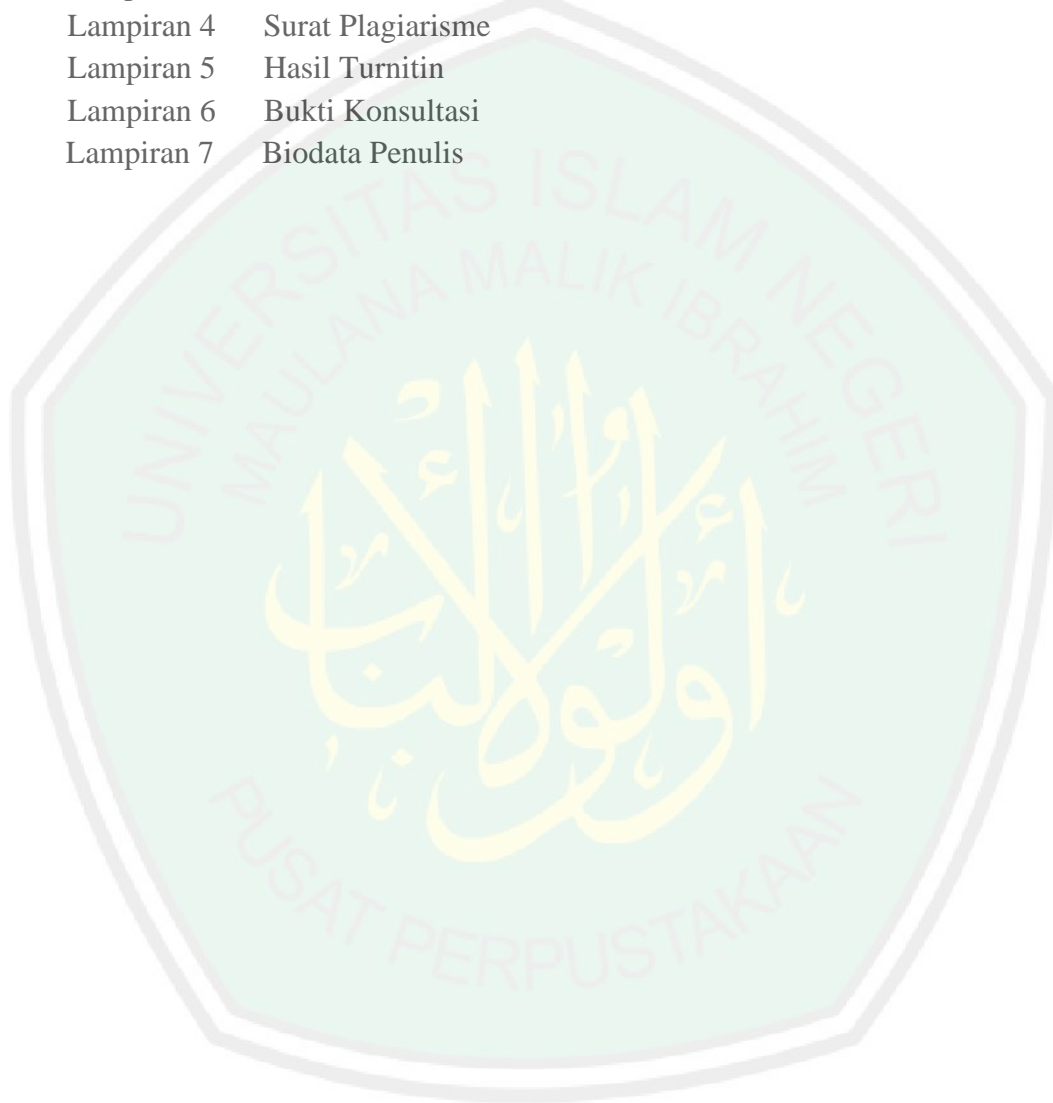 Lampiran 4 Surat Plagiarisme
Lampiran 5 Hasil Turnitin
Lampiran 6 Bukti Konsultasi
Lampiran 7 Biodata Penulis
UNIVERSITAS ISLAM NEGERI
MAULANA MALIK IBRAHIM
PUSAT PERPUSTAKAAN